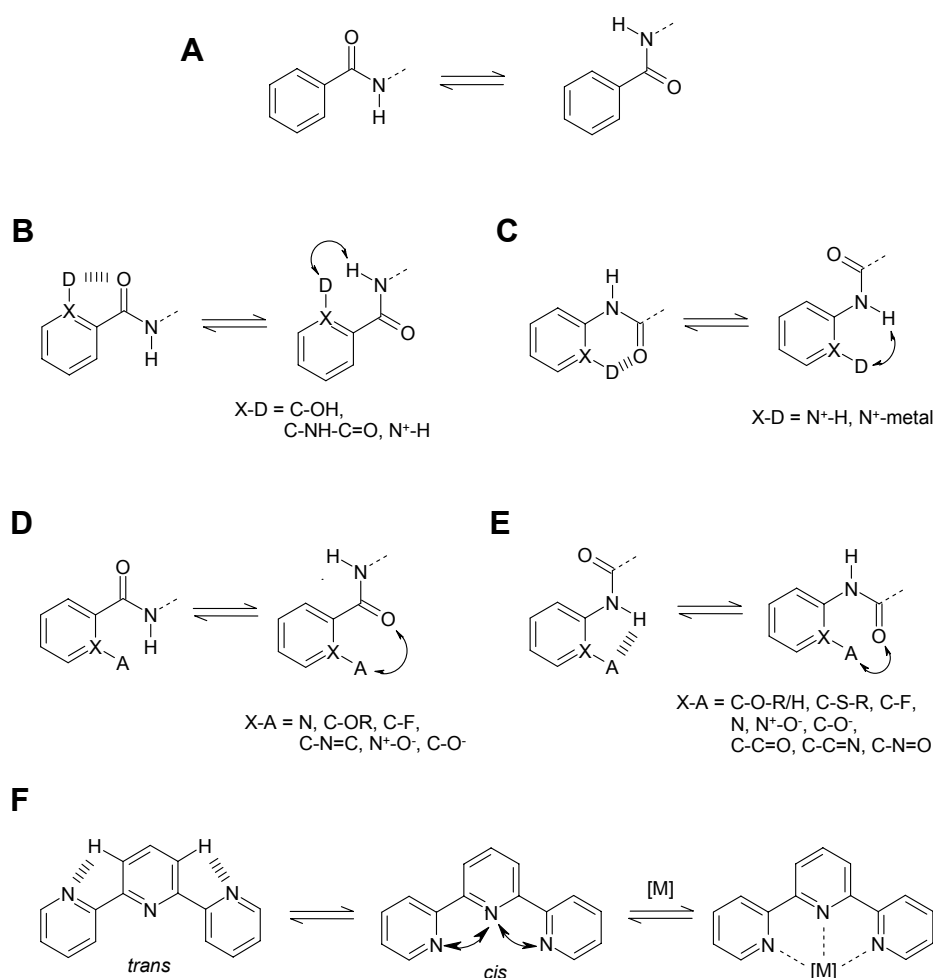 A
O
N
H
H
N
O
B
D
O
X
N
H
H
D
N
X
O
X-D = C-OH,
C-NH-C=O, N⁺-H
C
H
N
X
O
D
O
N
H
X
D
X-D = N⁺-H, N⁺-metal
D
O
N
X
H
A
H
N
O
X
A
X-A = N, C-OR, C-F,
C-N=C, N⁺-O⁻, C-O⁻
E
O
N
H
X
A
H
N
X
O
A
X-A = C-O-R/H, C-S-R, C-F,
N, N⁺-O⁻, C-O⁻,
C-C=O, C-C=N, C-N=O
F
H H
N N N
trans
N
N N
cis
[M]
N
N N
[M]